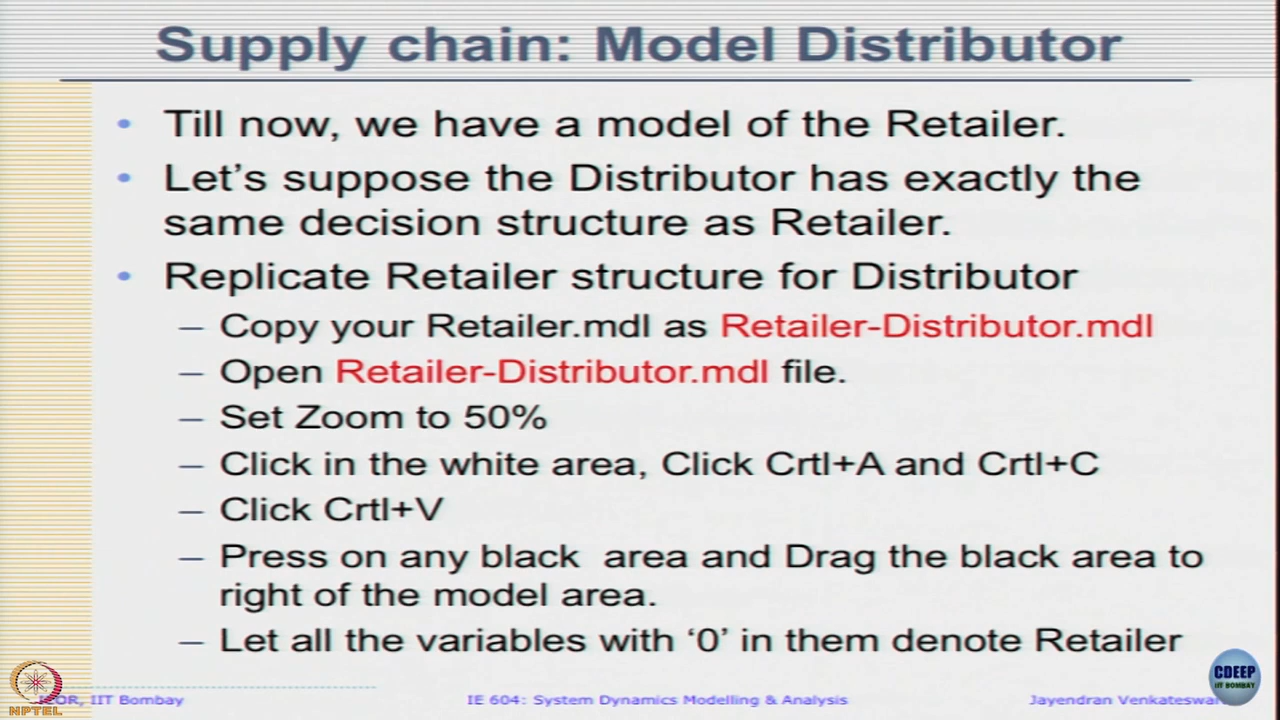 Supply chain: Model Distributor
• Till now, we have a model of the Retailer.
• Let’s suppose the Distributor has exactly the
same decision structure as Retailer.
• Replicate Retailer structure for Distributor
– Copy your Retailer.mdl as Retailer-Distributor.mdl
– Open Retailer-Distributor.mdl file.
– Set Zoom to 50%
– Click in the white area, Click Crtl+A and Crtl+C
– Click Crtl+V
– Press on any black area and Drag the black area to
right of the model area.
– Let all the variables with ‘0’ in them denote Retailer
IIT Bombay
IE 604: System Dynamics Modelling & Analysis
Jayendran
NPTEL
CDEEP
IIT BOMBAY